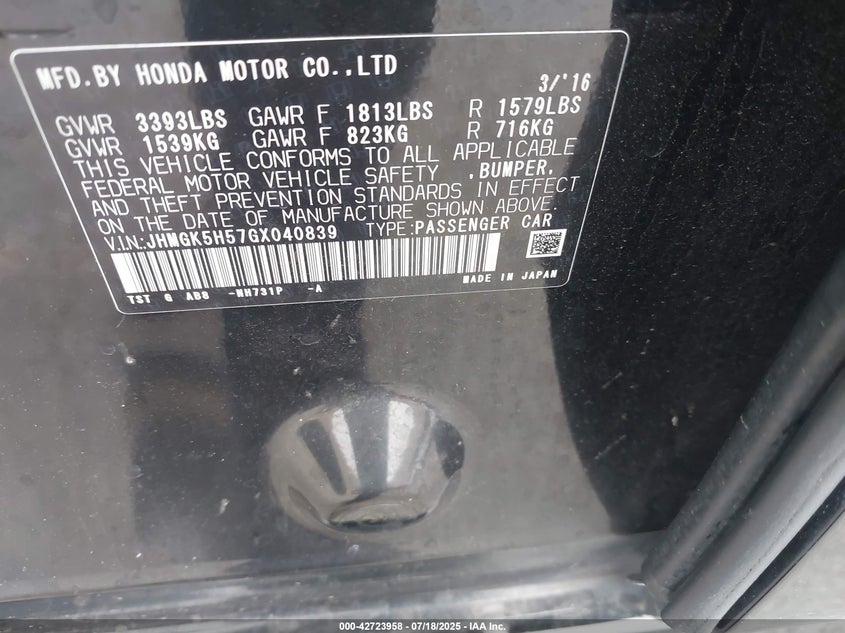 MFD.BY HONDA MOTOR CO.,LTD
3/'16
GVWR 3393LBS GAWR F 1813LBS R 1579LBS
GVWR 1539KG GAWR F 823KG R 716KG
THIS VEHICLE CONFORMS TO ALL APPLICABLE
FEDERAL MOTOR VEHICLE SAFETY ,BUMPER,
AND THEFT PREVENTION STANDARDS IN EFFECT
ON THE DATE OF MANUFACTURE SHOWN ABOVE.
V.IN:JHMGK5H57GX040839 TYPE:PASSENGER CAR
TST G AB8 -NH731P -A MADE IN JAPAN
000-42723958 - 07/18/2025 - IAA Inc.